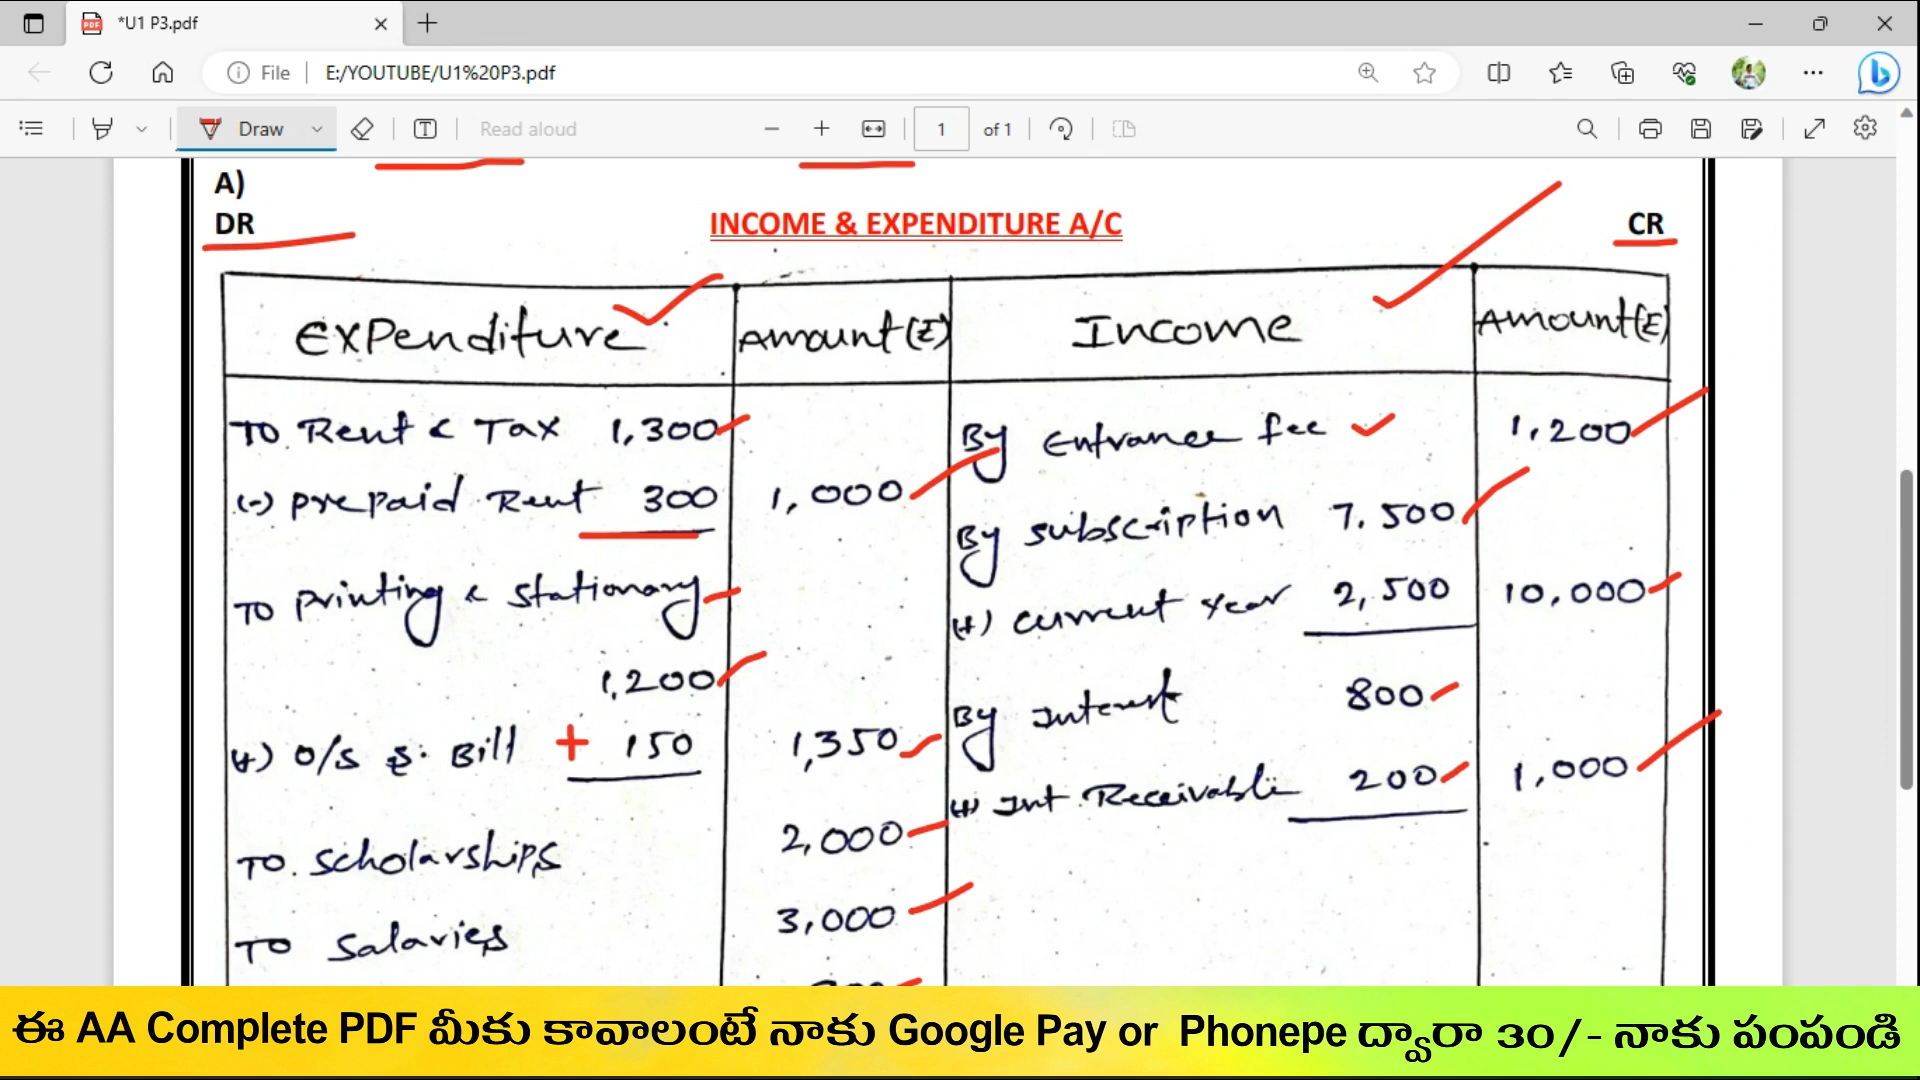 *U1 P3.pdf
File E:/YOUTUBE/U1%20P3.pdf
Draw Read aloud 1 of 1
A)
DR INCOME & EXPENDITURE A/C CR
Expenditure Amount(₹) Income Amount(₹)
To Rent & Tax 1,300 By Entrance fee 1,200
(-) prepaid Rent 300 1,000
By subscription 7.500
To printing & stationary
(+) current year 2,500 10,000
1,200
By Interest 800
(+) o/s Bill + 150 1,350
(+) Int. Receivable 200 1,000
To. scholarships 2,000
To salaries 3,000
ఈ AA Complete PDF మీకు కావాలంటే నాకు Google Pay or Phonepe ద్వారా 30/- నాకు పంపండి